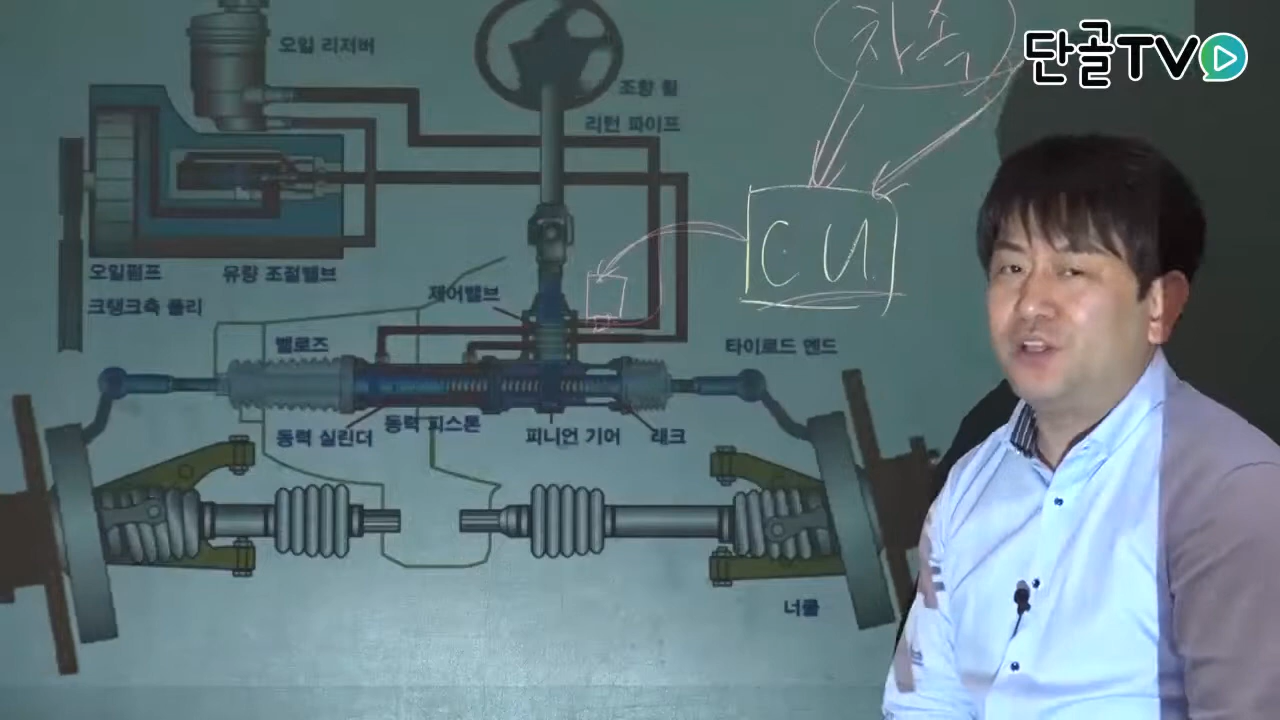 단골TV
오일 리저버
차속
조향 휠
리턴 파이프
C U
오일펌프
유량 조절밸브
제어밸브
크랭크축 풀리
벨로즈
타이로드 엔드
동력 실린더
동력 피스톤
피니언 기어
래크
너클